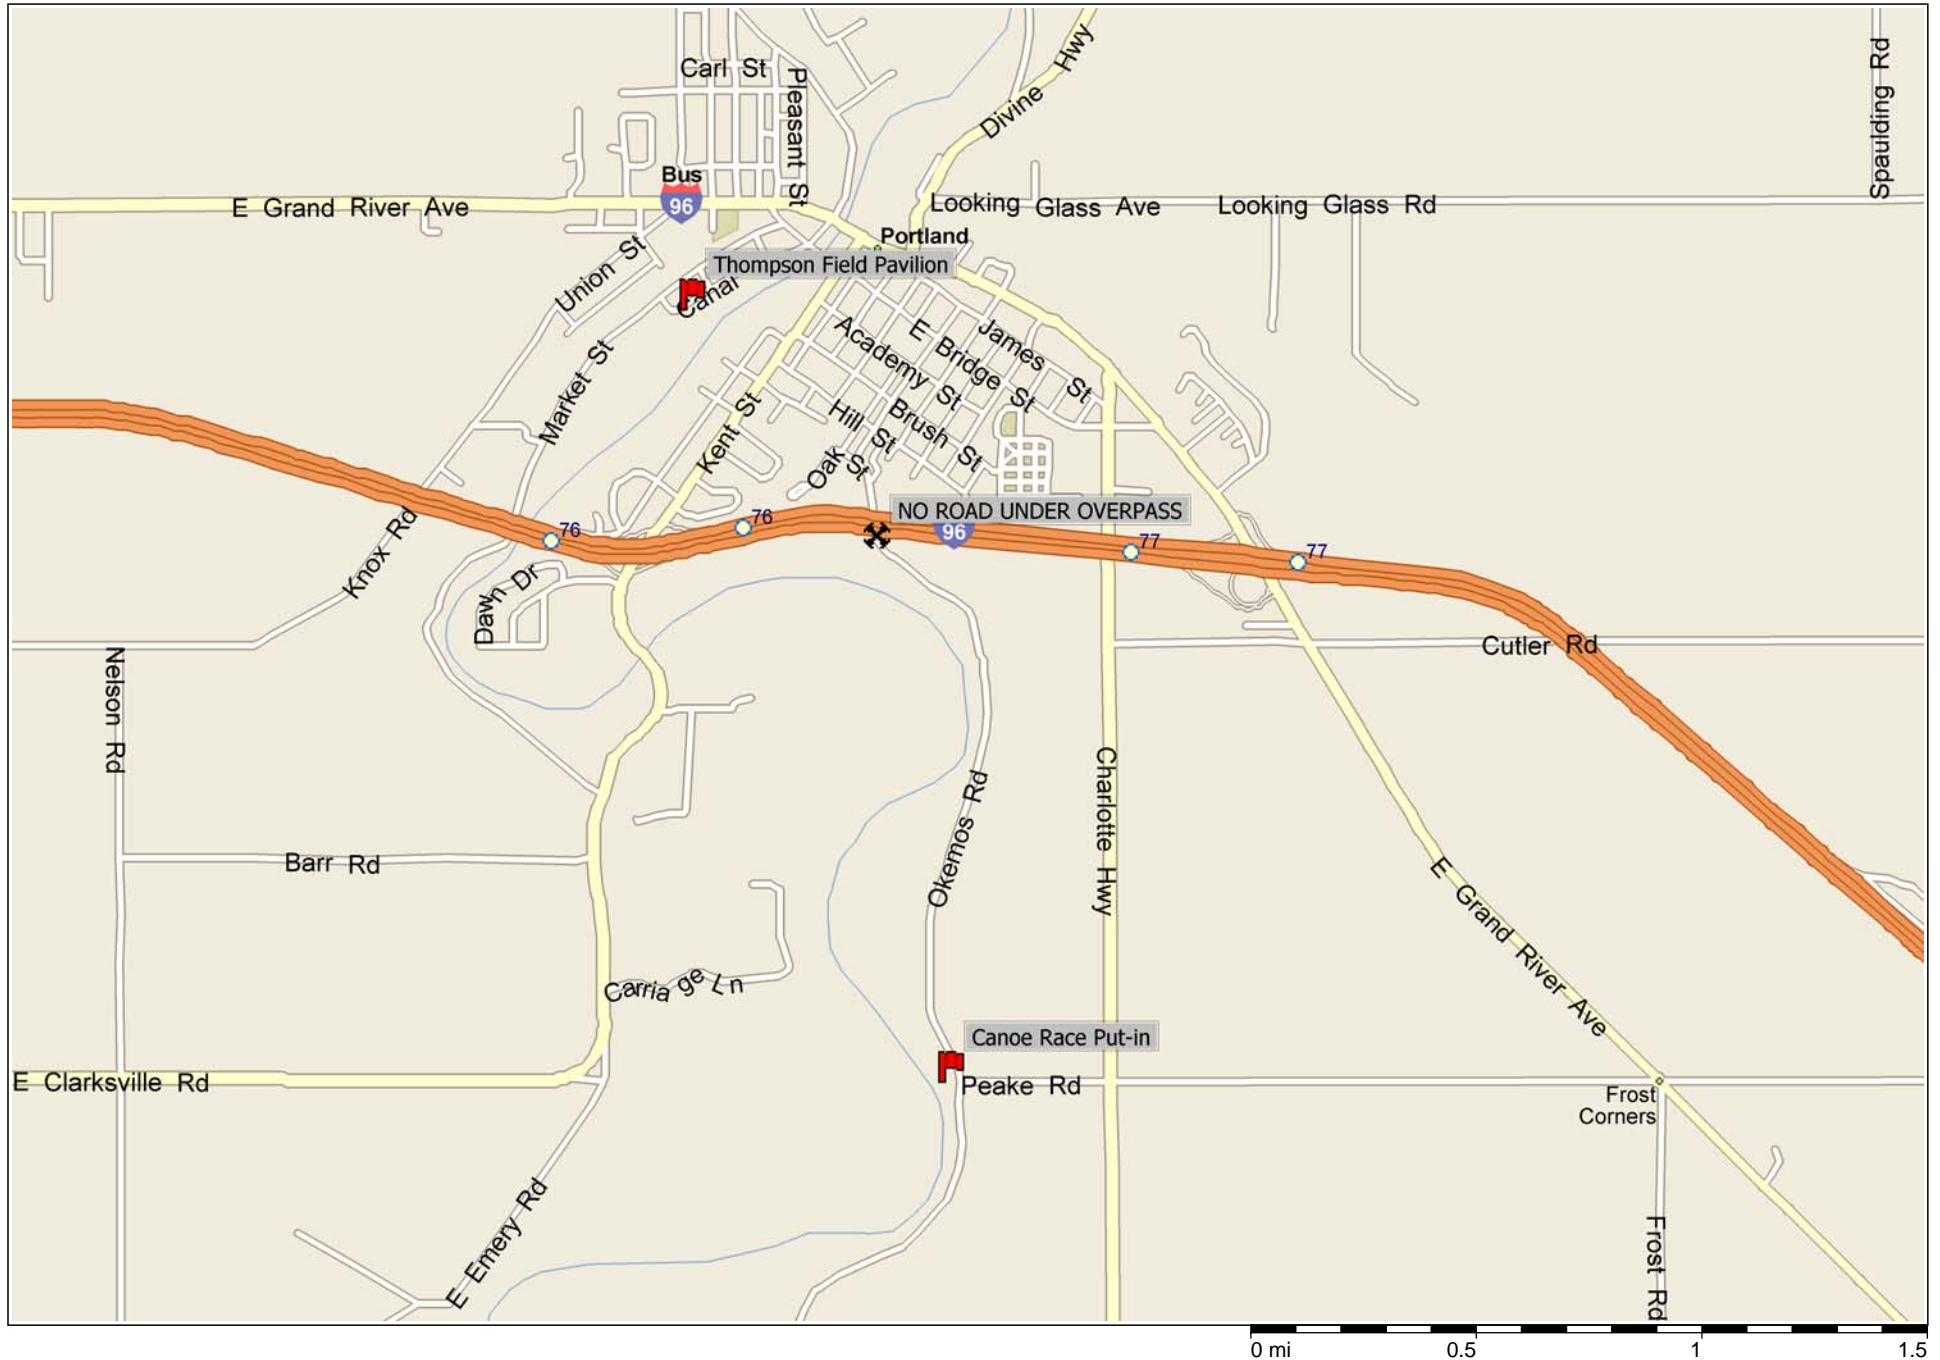 Carl St
Pleasant St
Divine Hwy
Spaulding Rd
Bus
96
E Grand River Ave
Looking Glass Ave
Looking Glass Rd
Portland
Union St
Thompson Field Pavilion
Canal
Market St
Academy St
E Bridge St
James St
Kent St
Hill St
Brush St
Oak St
NO ROAD UNDER OVERPASS
96
76
76
77
77
Knox Rd
Dawn Dr
Cutler Rd
Nelson Rd
Charlotte Hwy
Okemos Rd
Barr Rd
E Grand River Ave
Carriage Ln
Canoe Race Put-in
E Clarksville Rd
Peake Rd
Frost
Corners
E Emery Rd
Frost Rd
0 mi 0.5 1 1.5